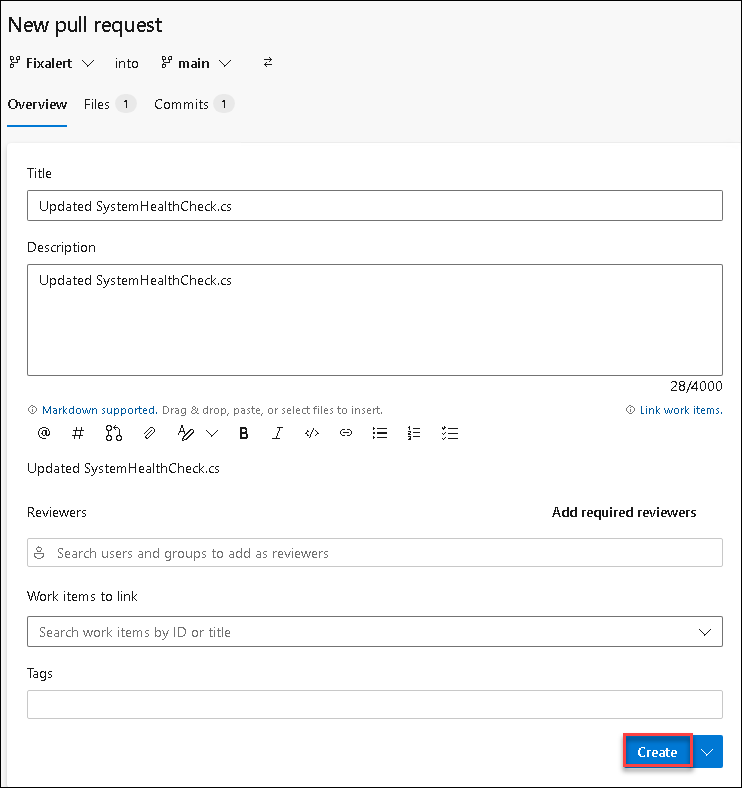 New pull request
Fixalert into main
Overview Files 1 Commits 1
Title
Updated SystemHealthCheck.cs
Description
Updated SystemHealthCheck.cs
28/4000
Markdown supported. Drag & drop, paste, or select files to insert. Link work items.
@ # B I </>
Updated SystemHealthCheck.cs
Reviewers Add required reviewers
Search users and groups to add as reviewers
Work items to link
Search work items by ID or title
Tags
Create